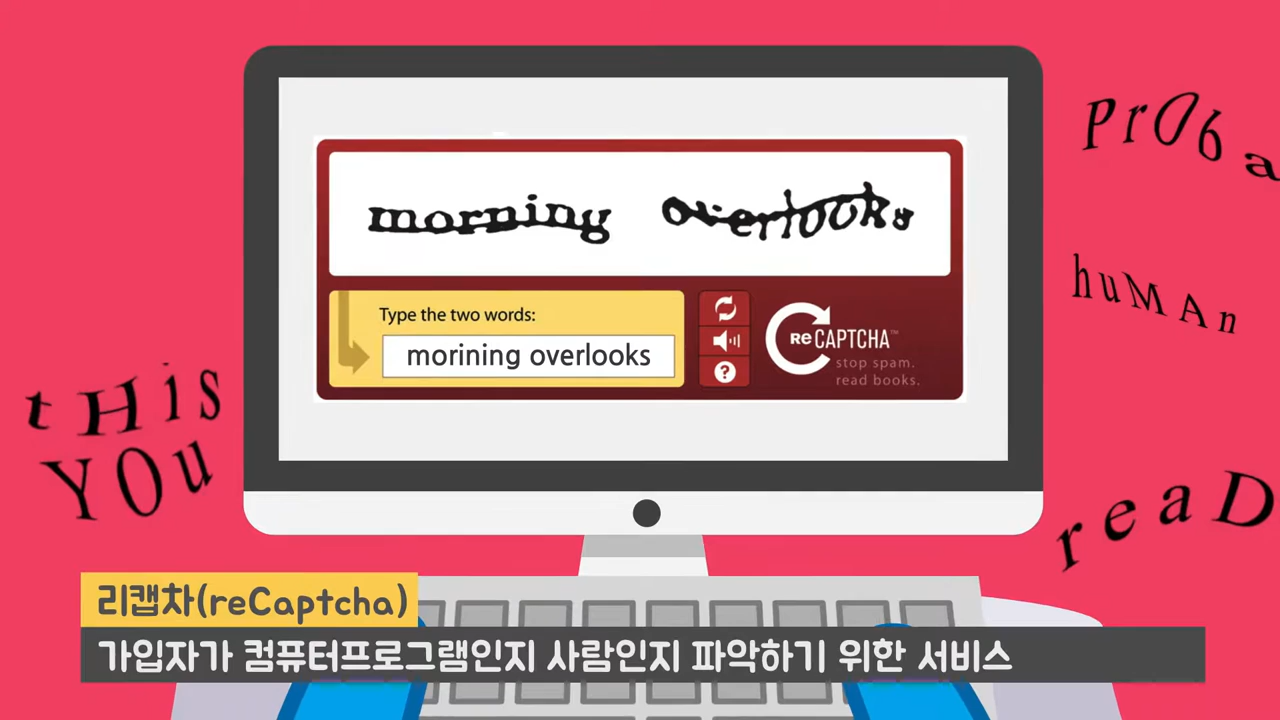 morning overlooks
Type the two words:
morining overlooks
reCAPTCHA™
stop spam.
read books.
PrOb a
huMAn
tHis
YOu
reaD
리캡차(reCaptcha)
가입자가 컴퓨터프로그램인지 사람인지 파악하기 위한 서비스